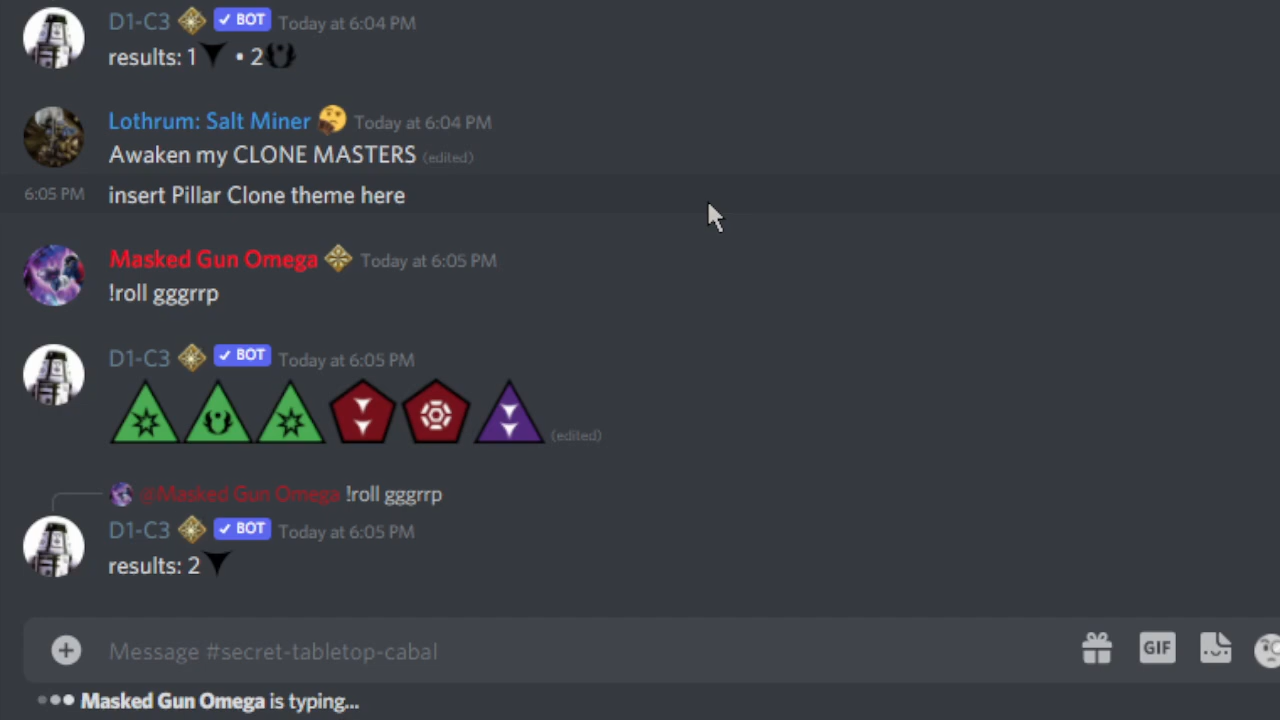 D1-C3 ✓ BOT Today at 6:04 PM
results: 1 • 2
Lothrum: Salt Miner 🤔 Today at 6:04 PM
Awaken my CLONE MASTERS (edited)
6:05 PM insert Pillar Clone theme here
Masked Gun Omega Today at 6:05 PM
!roll gggrrp
D1-C3 ✓ BOT Today at 6:05 PM
(edited)
@Masked Gun Omega !roll gggrrp
D1-C3 ✓ BOT Today at 6:05 PM
results: 2
Message #secret-tabletop-cabal GIF
Masked Gun Omega is typing...